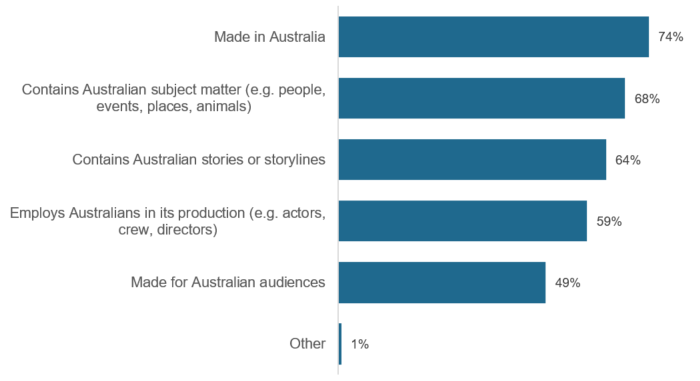 Made in Australia
74%
Contains Australian subject matter (e.g. people,
events, places, animals)
68%
Contains Australian stories or storylines
64%
Employs Australians in its production (e.g. actors,
crew, directors)
59%
Made for Australian audiences
49%
Other
1%